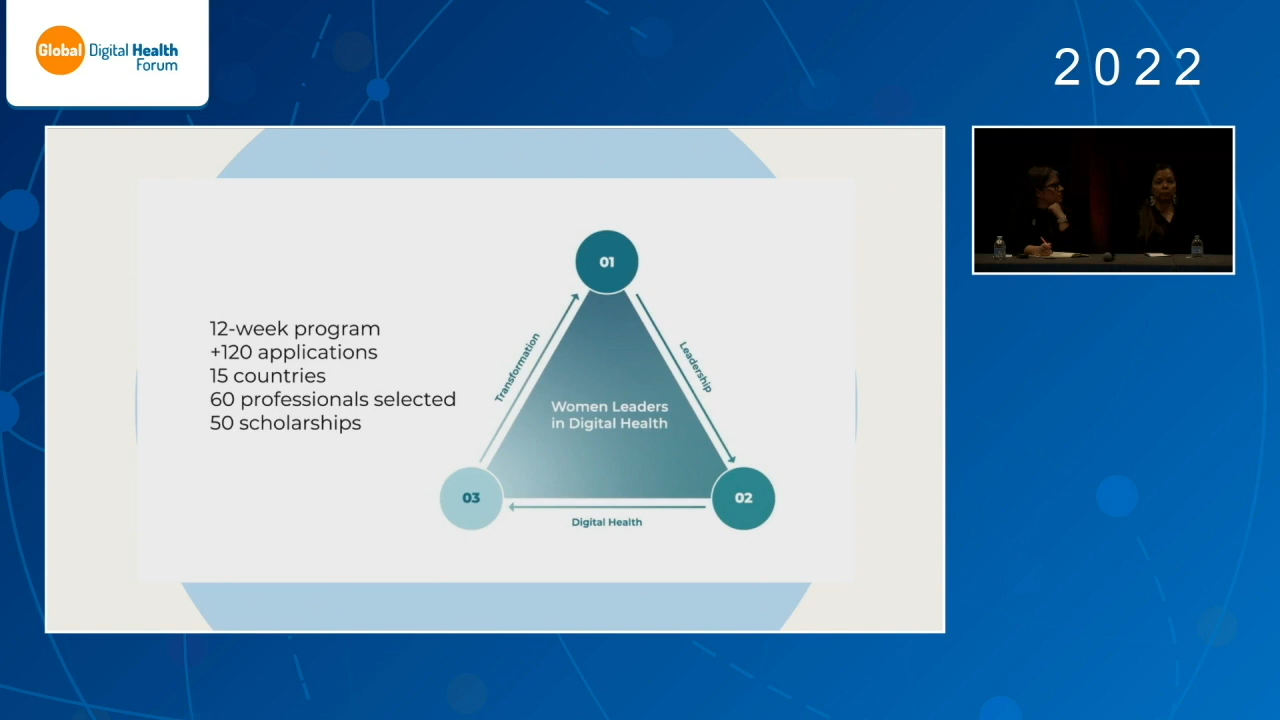 Global Digital Health
Forum
2022
12-week program
+120 applications
15 countries
60 professionals selected
50 scholarships
01
Transformation
Leadership
Women Leaders
in Digital Health
03
02
Digital Health